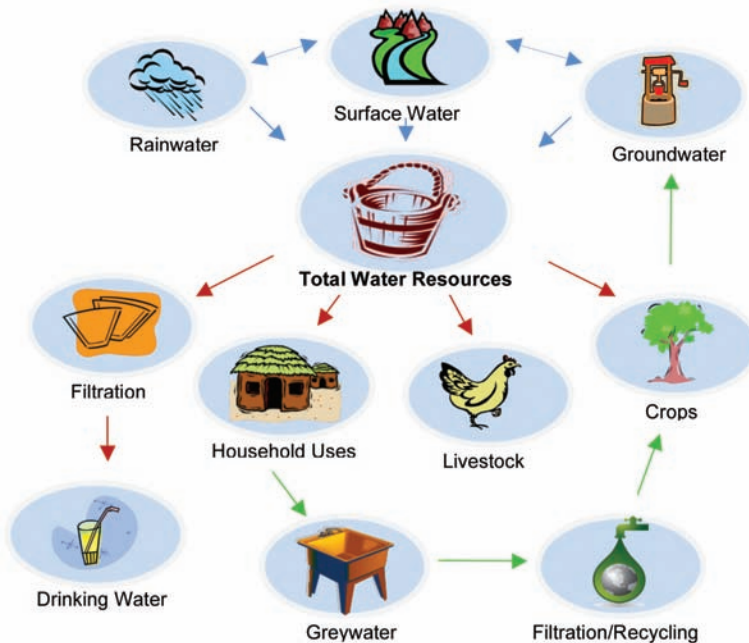 Rainwater
Surface Water
Groundwater
Total Water Resources
Filtration
Household Uses
Livestock
Crops
Drinking Water
Greywater
Filtration/Recycling